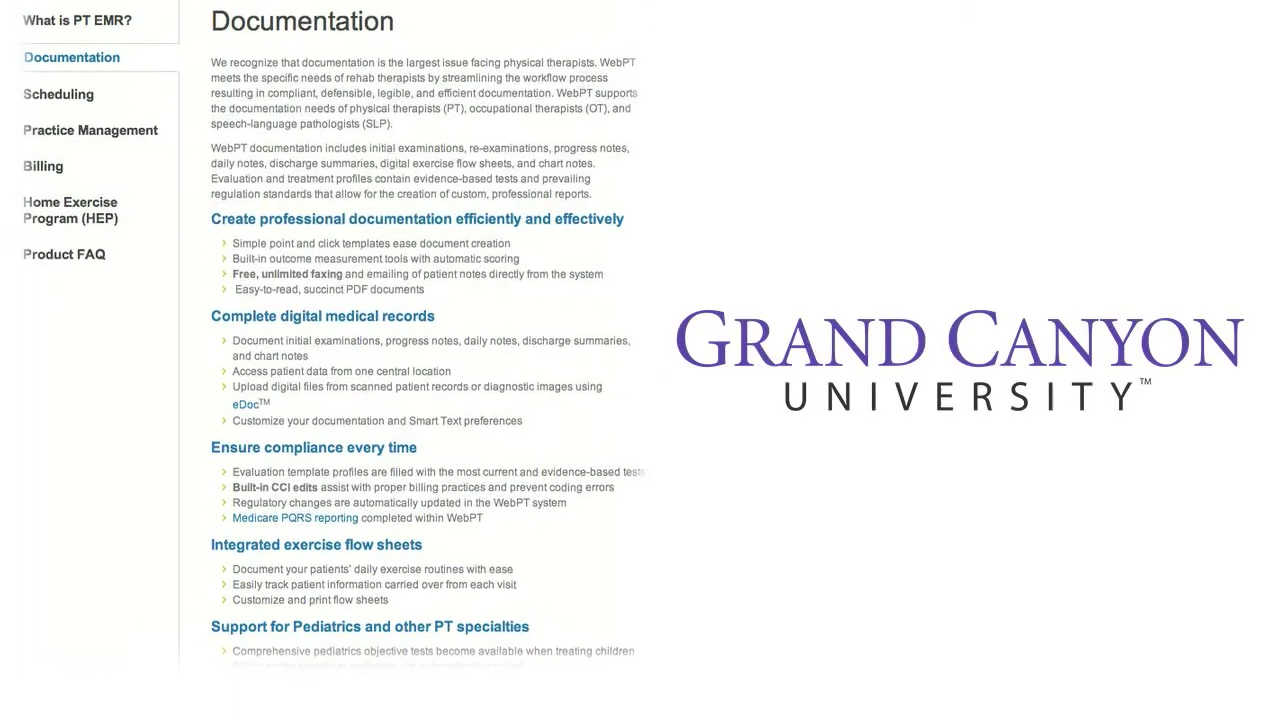 What is PT EMR?
Documentation
Scheduling
Practice Management
Billing
Home Exercise
Program (HEP)
Product FAQ
Documentation
We recognize that documentation is the largest issue facing physical therapists. WebPT
meets the specific needs of rehab therapists by streamlining the workflow process
resulting in compliant, defensible, legible, and efficient documentation. WebPT supports
the documentation needs of physical therapists (PT), occupational therapists (OT), and
speech-language pathologists (SLP).
WebPT documentation includes initial examinations, re-examinations, progress notes,
daily notes, discharge summaries, digital exercise flow sheets, and chart notes.
Evaluation and treatment profiles contain evidence-based tests and prevailing
regulation standards that allow for the creation of custom, professional reports.
Create professional documentation efficiently and effectively
› Simple point and click templates ease document creation
› Built-in outcome measurement tools with automatic scoring
› Free, unlimited faxing and emailing of patient notes directly from the system
› Easy-to-read, succinct PDF documents
Complete digital medical records
› Document initial examinations, progress notes, daily notes, discharge summaries,
and chart notes
› Access patient data from one central location
› Upload digital files from scanned patient records or diagnostic images using
eDoc™
› Customize your documentation and Smart Text preferences
Ensure compliance every time
› Evaluation template profiles are filled with the most current and evidence-based tests
› Built-in CCI edits assist with proper billing practices and prevent coding errors
› Regulatory changes are automatically updated in the WebPT system
› Medicare PQRS reporting completed within WebPT
Integrated exercise flow sheets
› Document your patients' daily exercise routines with ease
› Easily track patient information carried over from each visit
› Customize and print flow sheets
Support for Pediatrics and other PT specialties
› Comprehensive pediatrics objective tests become available when treating children
GRAND CANYON
UNIVERSITY™